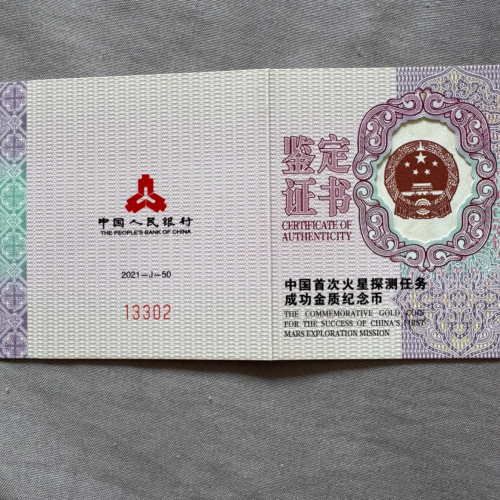 中国人民银行
THE PEOPLE'S BANK OF CHINA
2021—J—50
13302
鉴定
证书
CERTIFICATE OF
AUTHENTICITY
中国首次火星探测任务
成功金质纪念币
THE COMMEMORATIVE GOLD COIN
FOR THE SUCCESS OF CHINA'S FIRST
MARS EXPLORATION MISSION